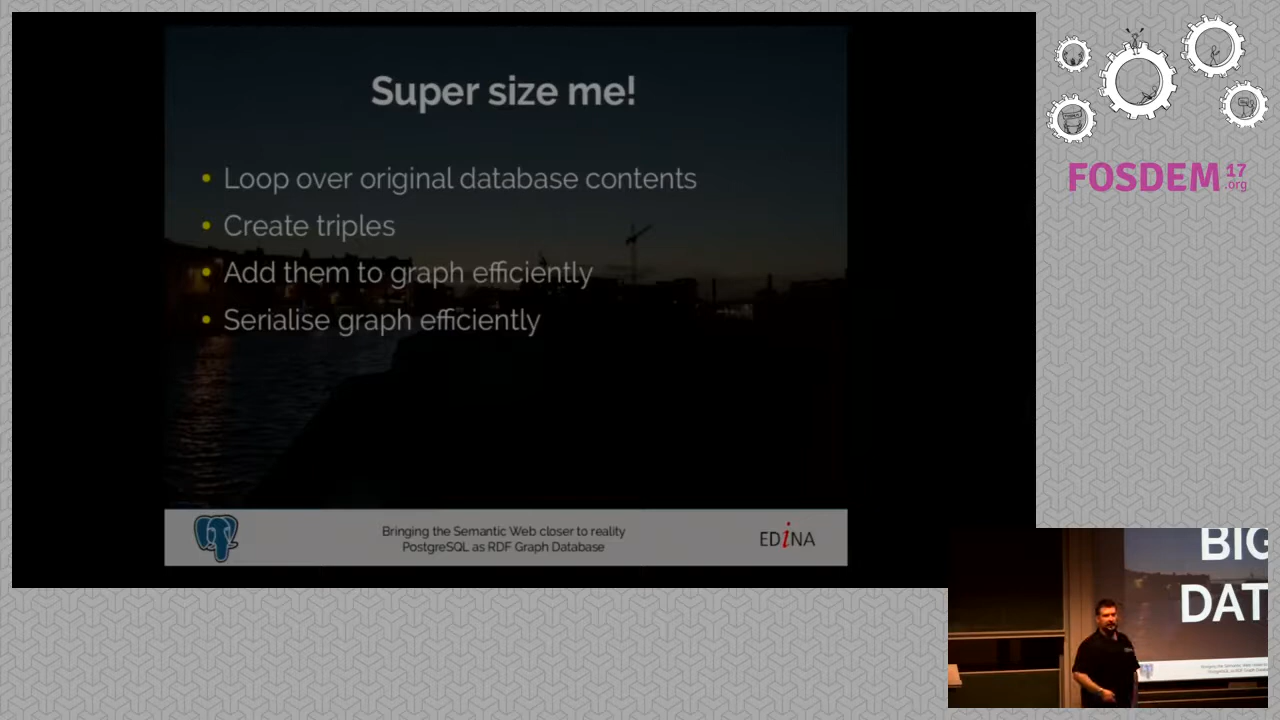 Super size me!
• Loop over original database contents
• Create triples
• Add them to graph efficiently
• Serialise graph efficiently
Bringing the Semantic Web closer to reality
PostgreSQL as RDF Graph Database
EDiNA
FOSDEM 17
.org
BIG
DAT